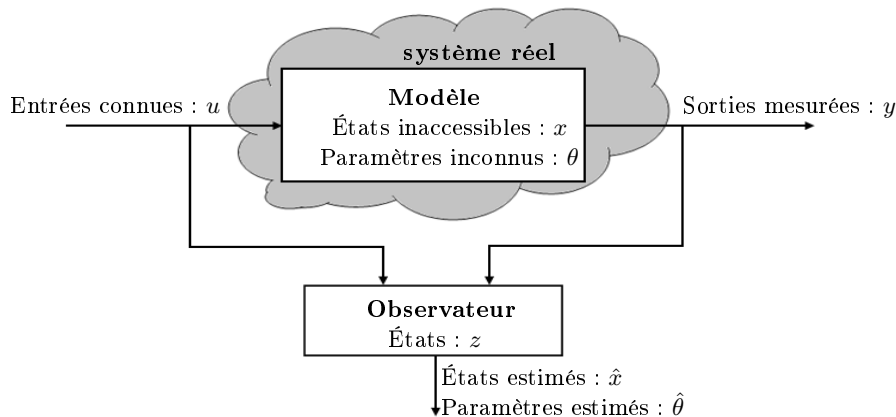 système réel
Entrées connues : u
Modèle
États inaccessibles : x
Paramètres inconnus : θ
Sorties mesurées : y
Observateur
États : z
États estimés : x̂
Paramètres estimés : θ̂